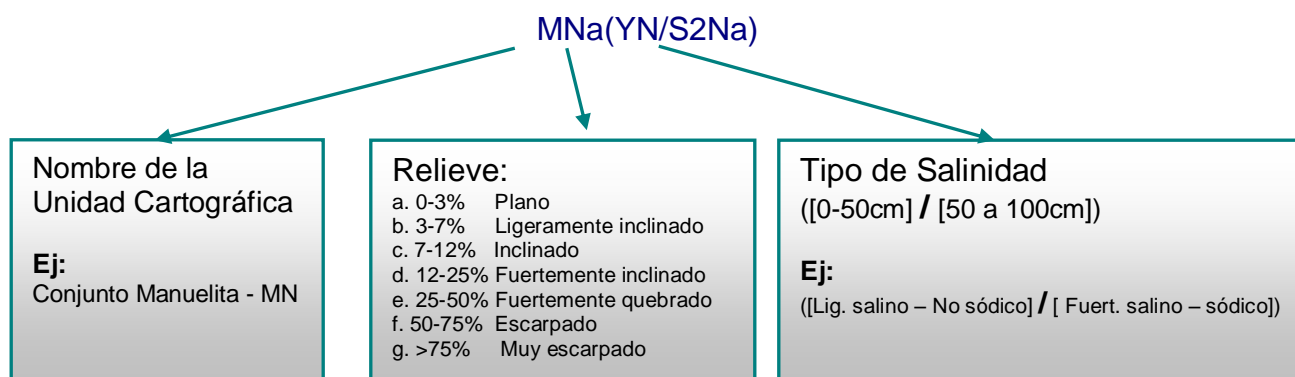 MNa(YN/S2Na)
Nombre de la
Unidad Cartográfica
Ej:
Conjunto Manuelita - MN
Relieve:
a. 0-3% Plano
b. 3-7% Ligeramente inclinado
c. 7-12% Inclinado
d. 12-25% Fuertemente inclinado
e. 25-50% Fuertemente quebrado
f. 50-75% Escarpado
g. >75% Muy escarpado
Tipo de Salinidad
([0-50cm] / [50 a 100cm])
Ej:
([Lig. salino – No sódico] / [ Fuert. salino – sódico])